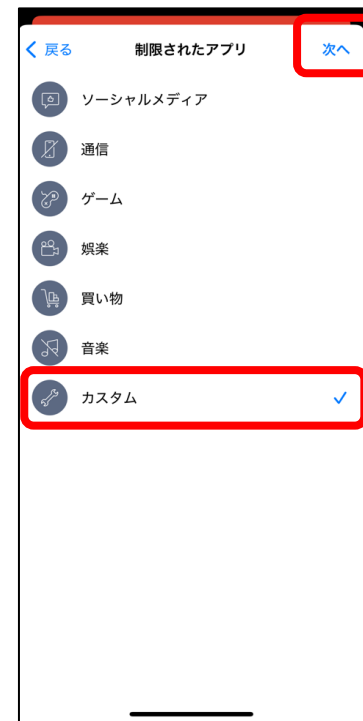 戻る 制限されたアプリ 次へ
ソーシャルメディア
通信
ゲーム
娯楽
買い物
音楽
カスタム